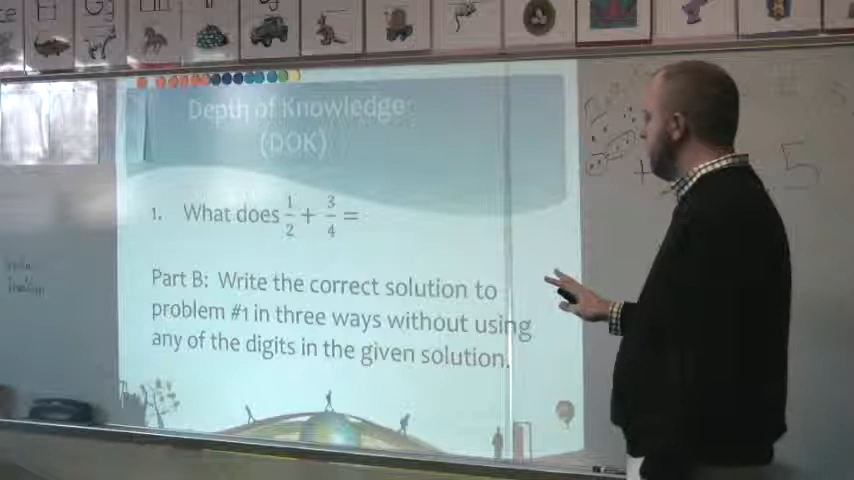 Depth of Knowledge
(DOK)
1. What does 1/2 + 3/4 =
Part B: Write the correct solution to
problem #1 in three ways without using
any of the digits in the given solution.
+
5